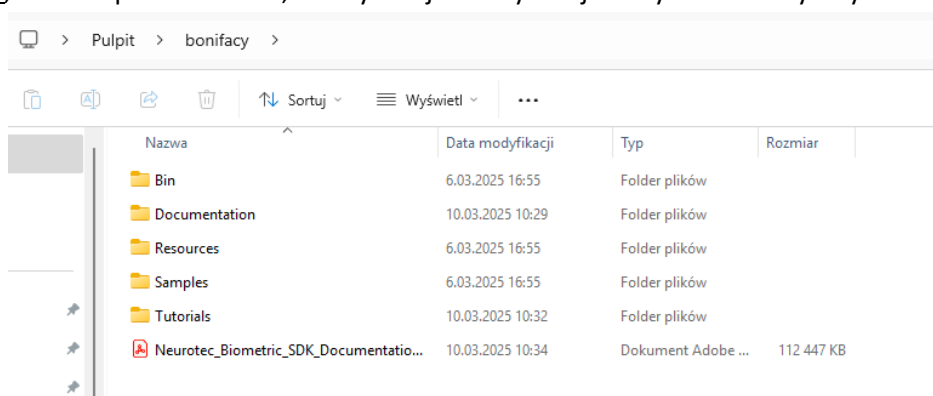 Pulpit > bonifacy >
Sortuj Wyświetl ...
Nazwa Data modyfikacji Typ Rozmiar
Bin 6.03.2025 16:55 Folder plików
Documentation 10.03.2025 10:29 Folder plików
Resources 6.03.2025 16:55 Folder plików
Samples 6.03.2025 16:55 Folder plików
Tutorials 10.03.2025 10:32 Folder plików
Neurotec_Biometric_SDK_Documentatio... 10.03.2025 10:34 Dokument Adobe ... 112 447 KB